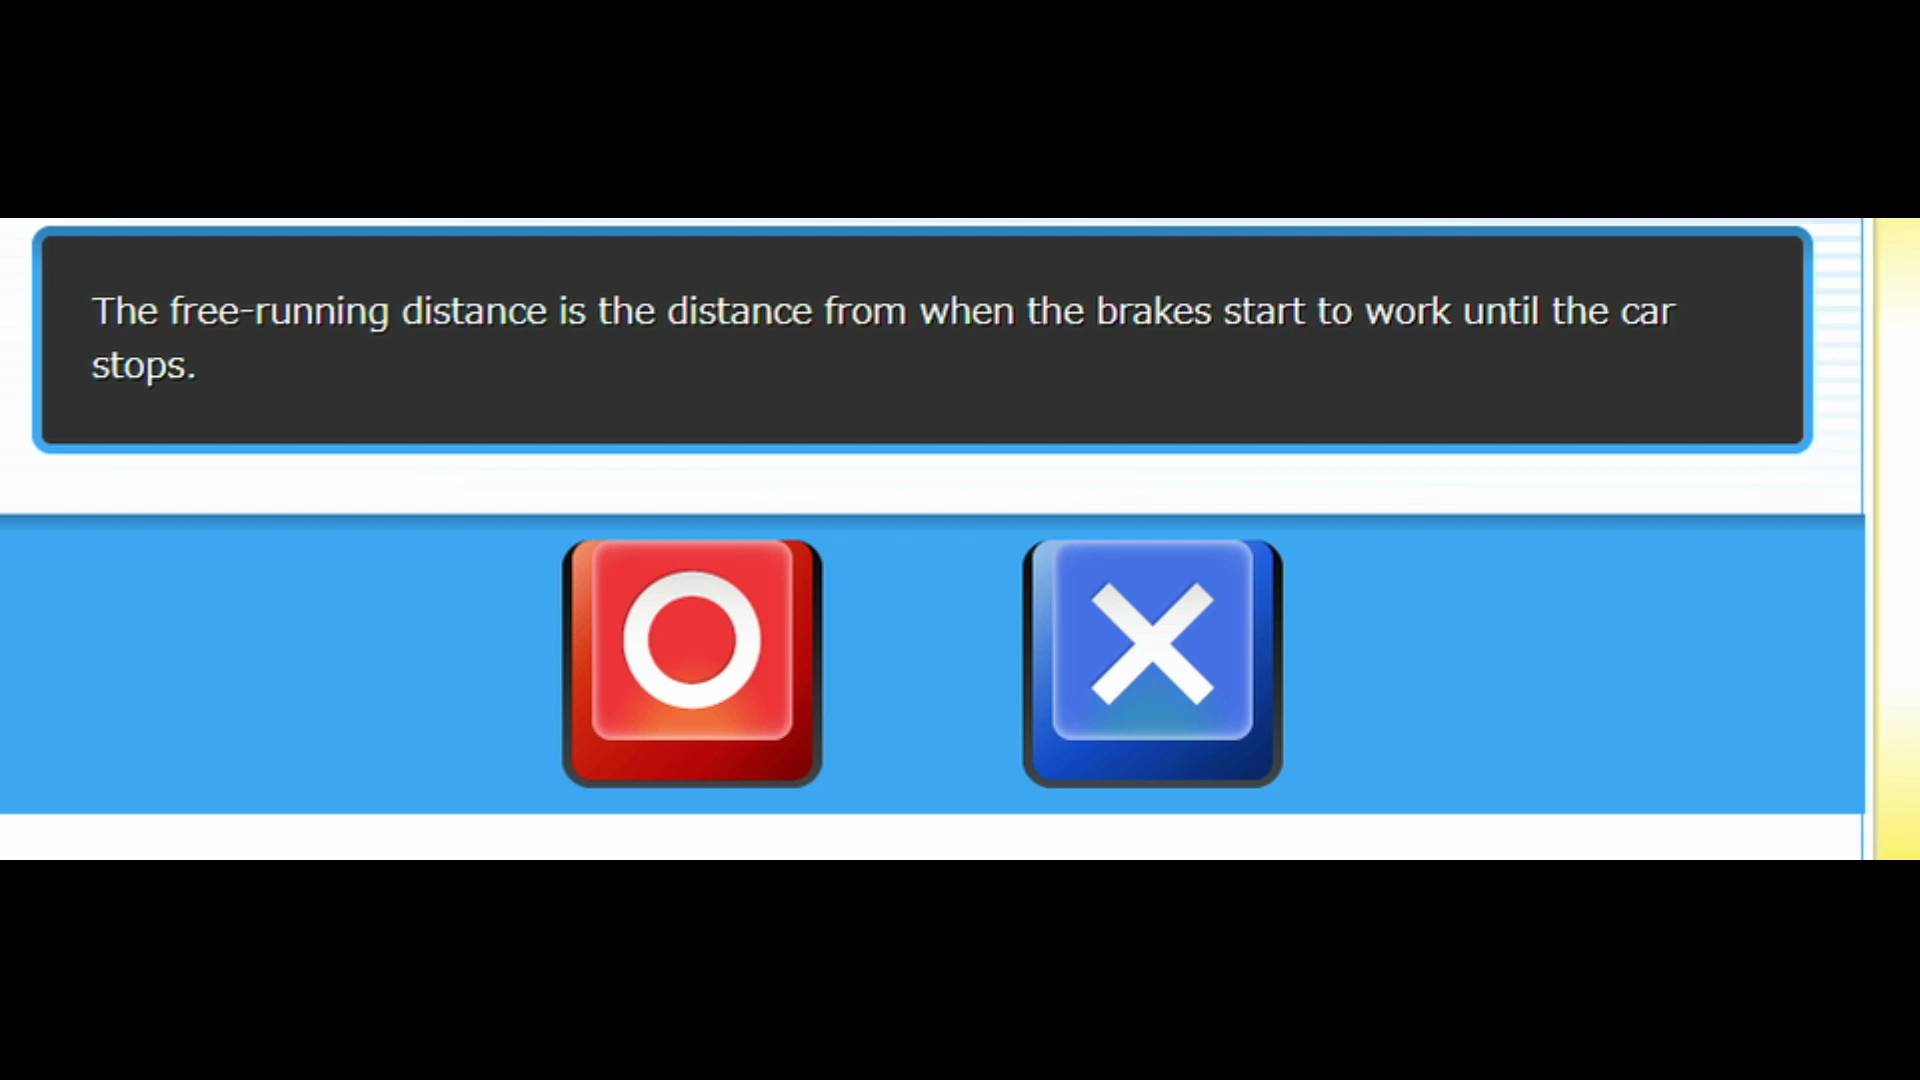 The free-running distance is the distance from when the brakes start to work until the car
stops.